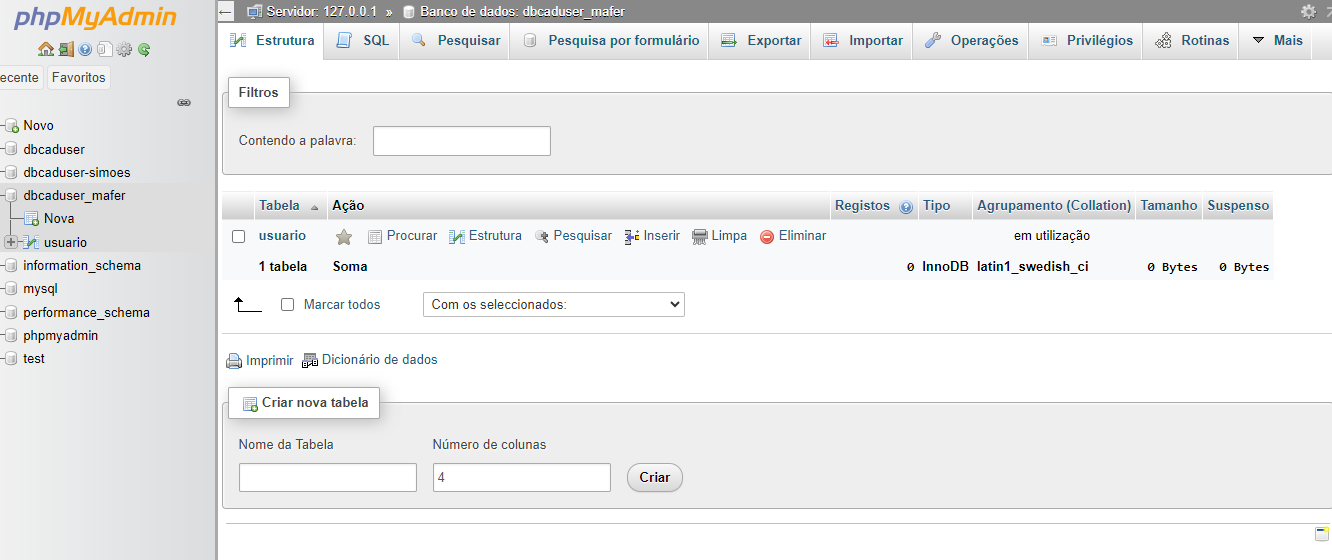 phpMyAdmin
ecente Favoritos
Novo
dbcaduser
dbcaduser-simoes
dbcaduser_mafer
Nova
usuario
information_schema
mysql
performance_schema
phpmyadmin
test
Servidor: 127.0.0.1 » Banco de dados: dbcaduser_mafer
Estrutura SQL Pesquisar Pesquisa por formulário Exportar Importar Operações Privilégios Rotinas Mais
Filtros
Contendo a palavra:
Tabela Ação Registos Tipo Agrupamento (Collation) Tamanho Suspenso
usuario Procurar Estrutura Pesquisar Inserir Limpa Eliminar em utilização
1 tabela Soma 0 InnoDB latin1_swedish_ci 0 Bytes 0 Bytes
Marcar todos Com os seleccionados:
Imprimir Dicionário de dados
Criar nova tabela
Nome da Tabela Número de colunas
4 Criar